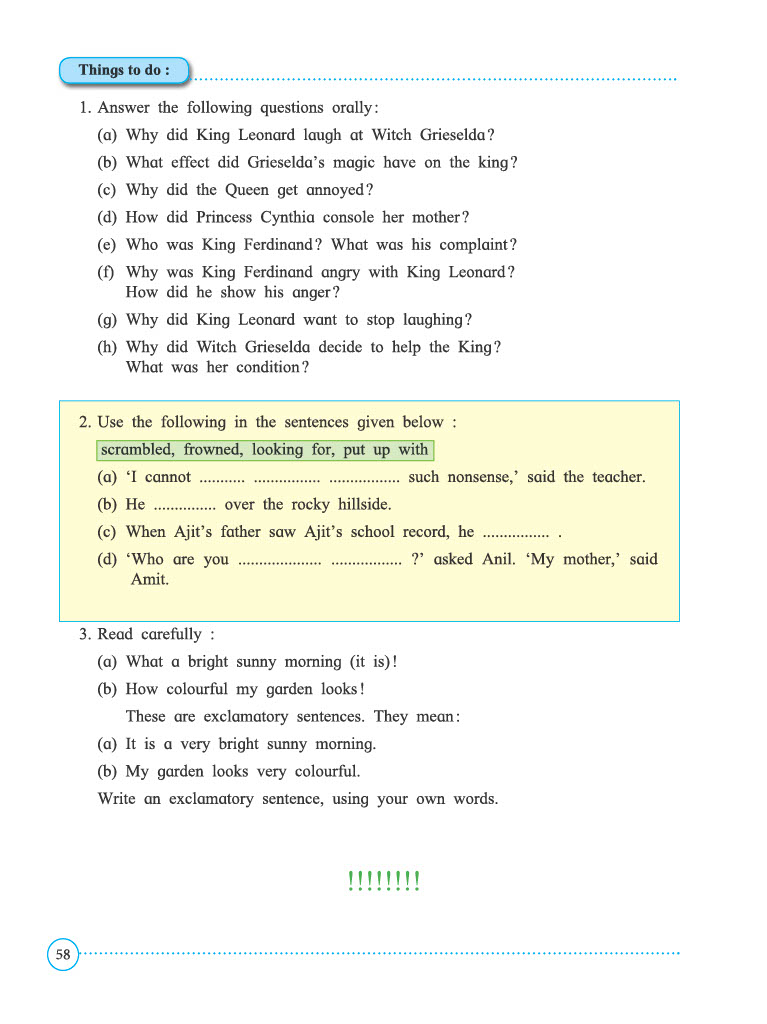 Things to do :
1. Answer the following questions orally:
(a) Why did King Leonard laugh at Witch Grieselda?
(b) What effect did Grieselda's magic have on the king?
(c) Why did the Queen get annoyed?
(d) How did Princess Cynthia console her mother?
(e) Who was King Ferdinand? What was his complaint?
(f) Why was King Ferdinand angry with King Leonard?
How did he show his anger?
(g) Why did King Leonard want to stop laughing?
(h) Why did Witch Grieselda decide to help the King?
What was her condition?
2. Use the following in the sentences given below :
scrambled, frowned, looking for, put up with
(a) ‘I cannot ........... ................ ................. such nonsense,’ said the teacher.
(b) He ............... over the rocky hillside.
(c) When Ajit’s father saw Ajit’s school record, he ................ .
(d) ‘Who are you .................... ................. ?’ asked Anil. ‘My mother,’ said
Amit.
3. Read carefully :
(a) What a bright sunny morning (it is)!
(b) How colourful my garden looks!
These are exclamatory sentences. They mean:
(a) It is a very bright sunny morning.
(b) My garden looks very colourful.
Write an exclamatory sentence, using your own words.
!!!!!!!!
58